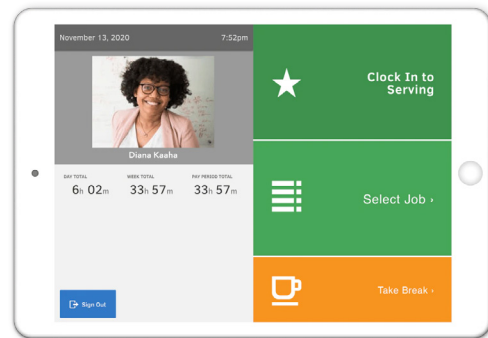 November 13, 2020 7:52pm
Diana Kaaha
DAY TOTAL WEEK TOTAL PAY PERIOD TOTAL
6h 02m 33h 57m 33h 57m
Sign Out
Clock In to
Serving
Select Job ›
Take Break ›